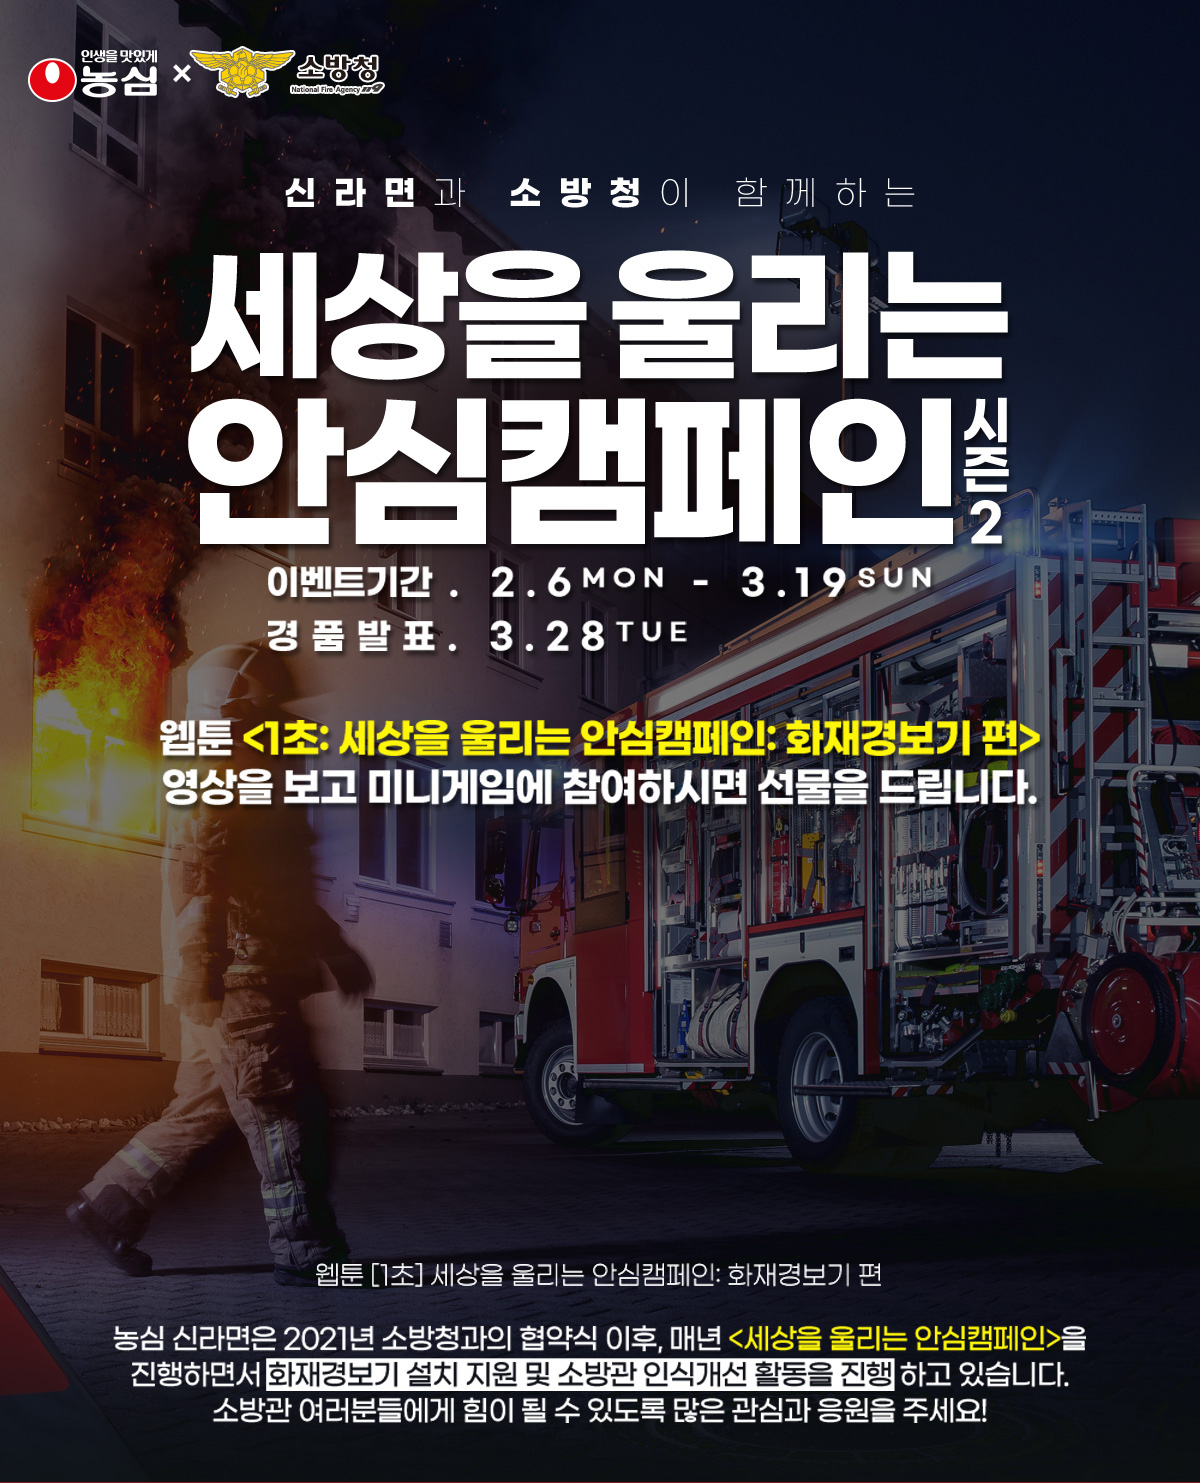 인생을 맛있게
농심 × 소방청
National Fire Agency 119
신라면과 소방청이 함께하는
세상을 울리는
안심캠페인 시즌2
이벤트기간 . 2.6 MON - 3.19 SUN
경품발표. 3.28 TUE
웹툰 <1초: 세상을 울리는 안심캠페인: 화재경보기 편>
영상을 보고 미니게임에 참여하시면 선물을 드립니다.
웹툰 [1초] 세상을 울리는 안심캠페인: 화재경보기 편
농심 신라면은 2021년 소방청과의 협약식 이후, 매년 <세상을 울리는 안심캠페인>을
진행하면서 화재경보기 설치 지원 및 소방관 인식개선 활동을 진행 하고 있습니다.
소방관 여러분들에게 힘이 될 수 있도록 많은 관심과 응원을 주세요!